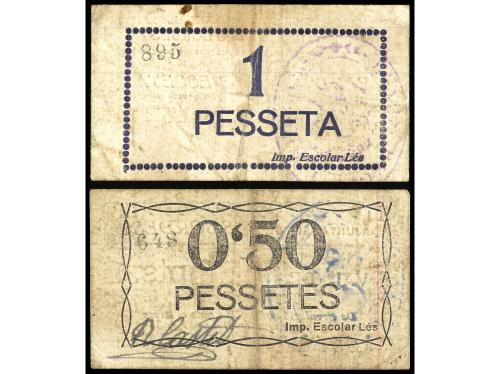 895
1
PESSETA
Imp. Escolar Lés
648
0'50
PESSETES
Imp. Escolar Lés